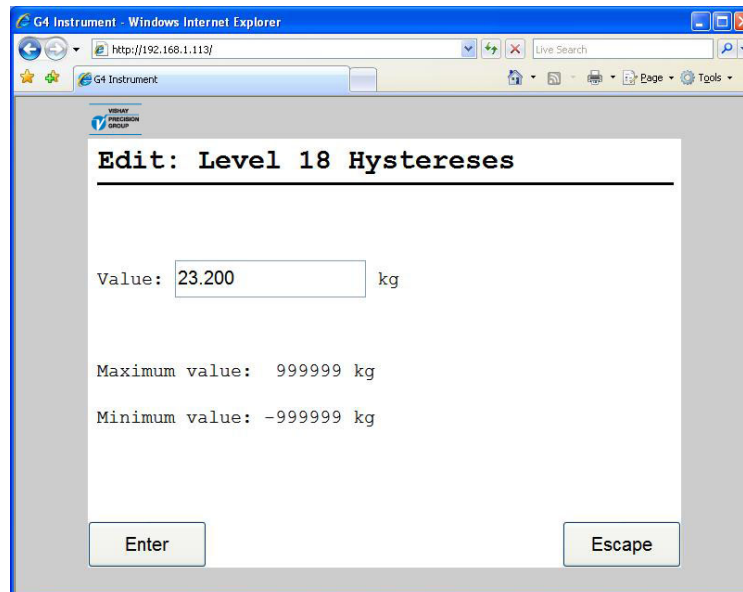 G4 Instrument - Windows Internet Explorer
http://192.168.1.113/
Live Search
G4 Instrument
Page
Tools
VISHAY
PRECISION
GROUP
Edit: Level 18 Hystereses
Value: 23.200 kg
Maximum value: 999999 kg
Minimum value: -999999 kg
Enter
Escape